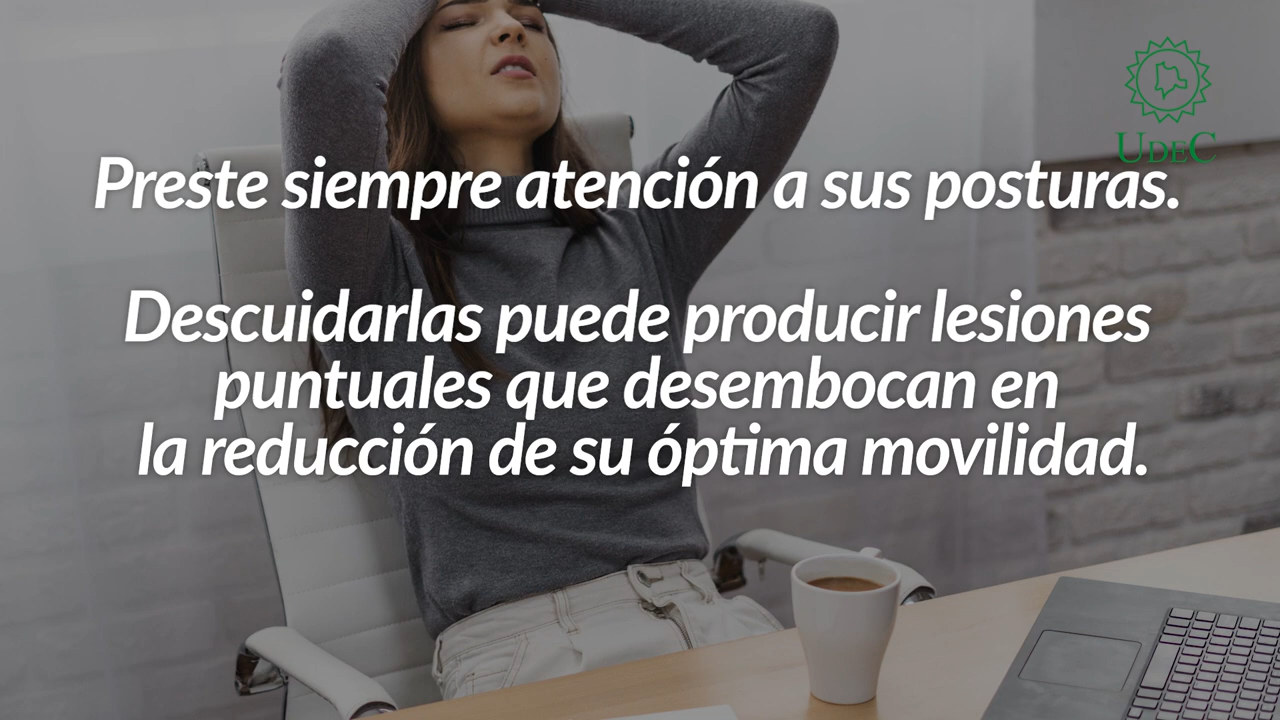 UDEC
Preste siempre atención a sus posturas.
Descuidarlas puede producir lesiones
puntuales que desembocan en
la reducción de su óptima movilidad.